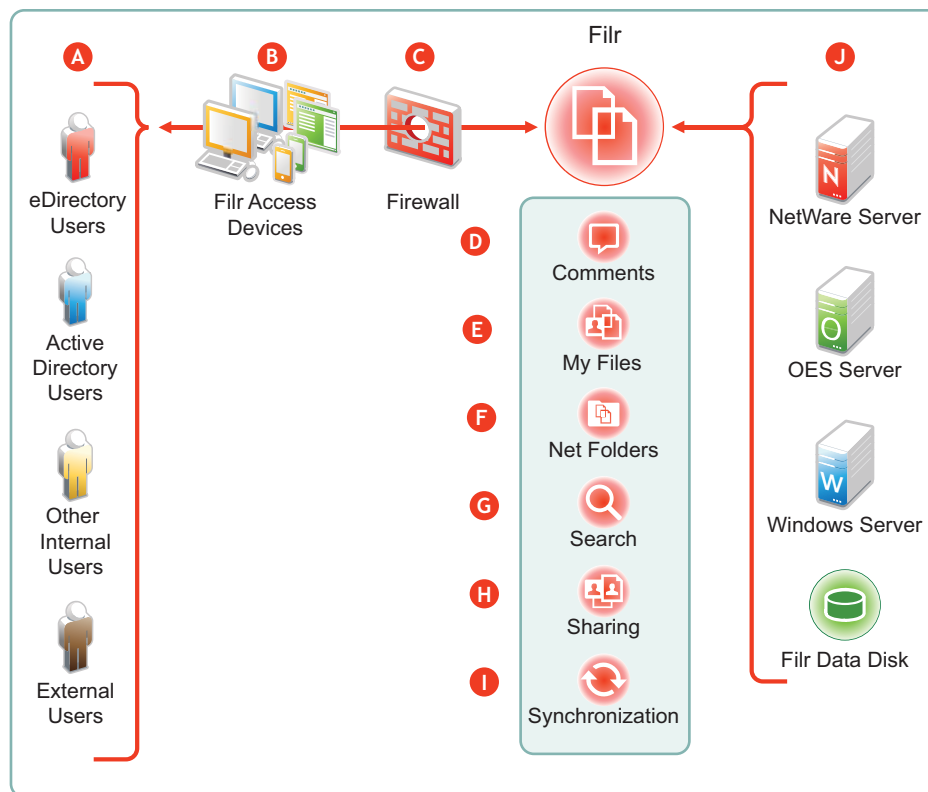 Filr
A
B
C
J
eDirectory
Users
Filr Access
Devices
Firewall
N
NetWare Server
D
Comments
Active
Directory
Users
E
My Files
O
OES Server
F
Net Folders
Other
Internal
Users
G
Search
W
Windows Server
H
Sharing
External
Users
I
Synchronization
Filr Data Disk